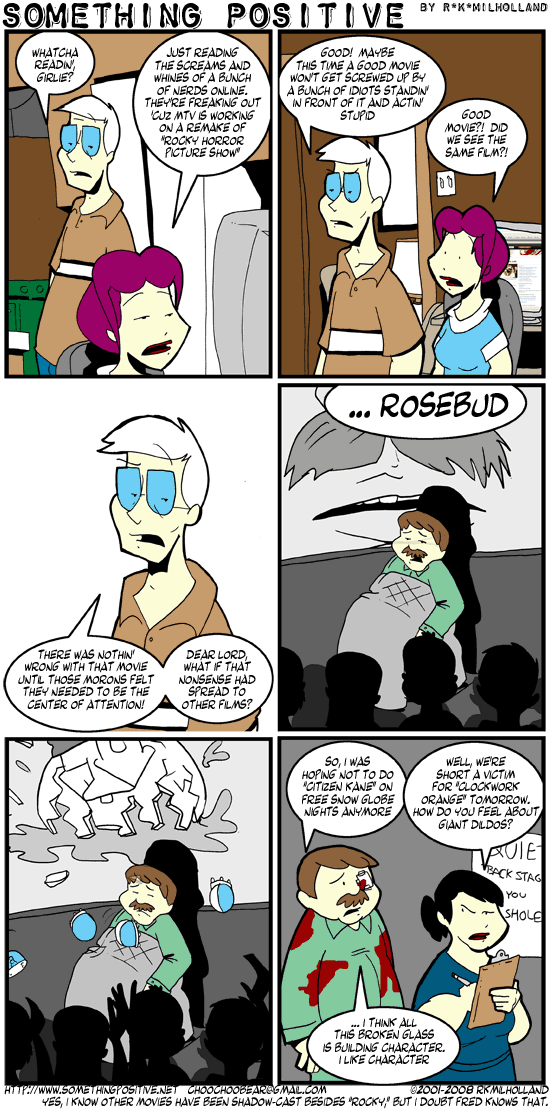 SOMETHING POSITIVE BY R*K*MILHOLLAND
WHATCHA
READIN',
GIRLIE?
JUST READING
THE SCREAMS AND
WHINES OF A BUNCH
OF NERDS ONLINE.
THEY'RE FREAKING OUT
'CUZ MTV IS WORKING
ON A REMAKE OF
"ROCKY HORROR
PICTURE SHOW"
GOOD! MAYBE
THIS TIME A GOOD MOVIE
WON'T GET SCREWED UP BY
A BUNCH OF IDIOTS STANDIN'
IN FRONT OF IT AND ACTIN'
STUPID
GOOD
MOVIE?! DID
WE SEE THE
SAME FILM?!
THERE WAS NOTHIN'
WRONG WITH THAT MOVIE
UNTIL THOSE MORONS FELT
THEY NEEDED TO BE THE
CENTER OF ATTENTION!
DEAR LORD,
WHAT IF THAT
NONSENSE HAD
SPREAD TO
OTHER FILMS?
... ROSEBUD
SO, I WAS
HOPING NOT TO DO
"CITIZEN KANE" ON
FREE SNOW GLOBE
NIGHTS ANYMORE
WELL, WE'RE
SHORT A VICTIM
FOR "CLOCKWORK
ORANGE" TOMORROW.
HOW DO YOU FEEL ABOUT
GIANT DILDOS?
QUIET
BACK STAG
YOU
SHOLE
... I THINK ALL
THIS BROKEN GLASS
IS BUILDING CHARACTER.
I LIKE CHARACTER
HTTP://WWW.SOMETHINGPOSITIVE.NET CHOOCHOOBEAR@GMAIL.COM ©2001-2008 RKMILHOLLAND
YES, I KNOW OTHER MOVIES HAVE BEEN SHADOW-CAST BESIDES "ROCKY," BUT I DOUBT FRED KNOWS THAT.